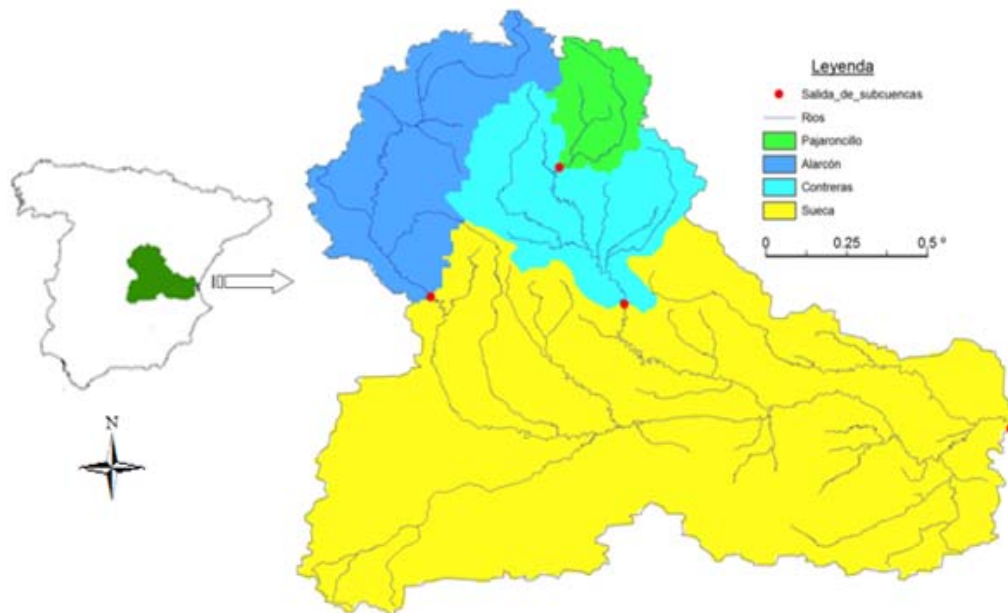 Leyenda
Salida_de_subcuencas
Rios
Pajaroncillo
Alarcón
Contreras
Sueca
0 0.25 0,5 º
N